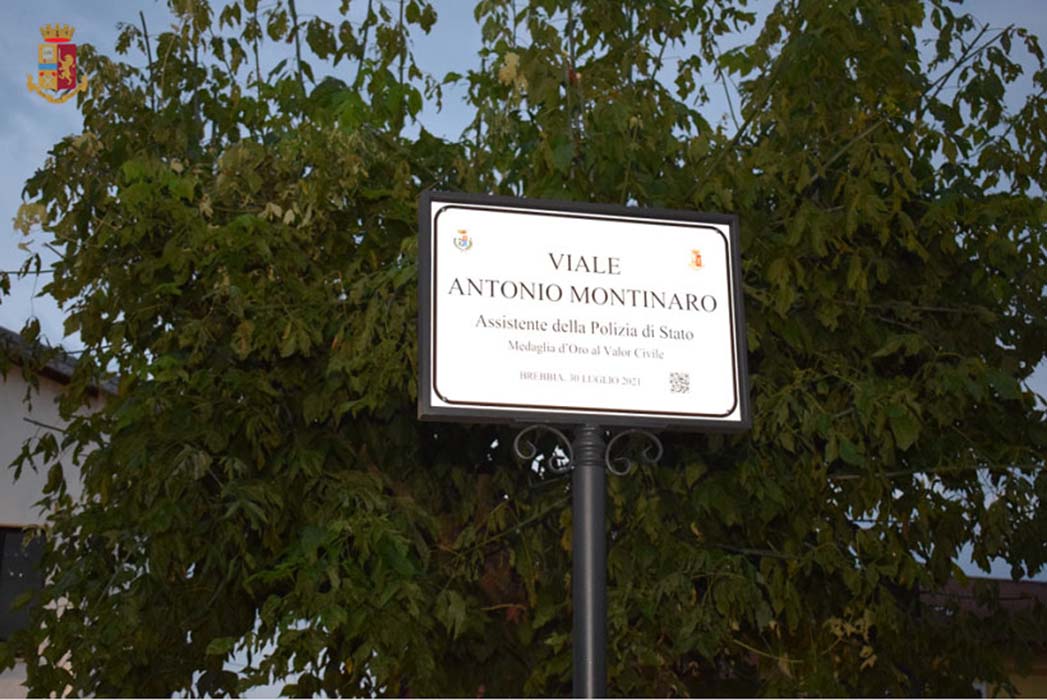 VIALE
ANTONIO MONTINARO
Assistente della Polizia di Stato
Medaglia d'Oro al Valor Civile
BREBBIA, 30 LUGLIO 2021